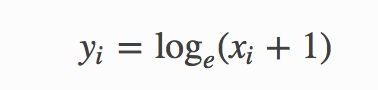 yᵢ = logₑ(xᵢ + 1)